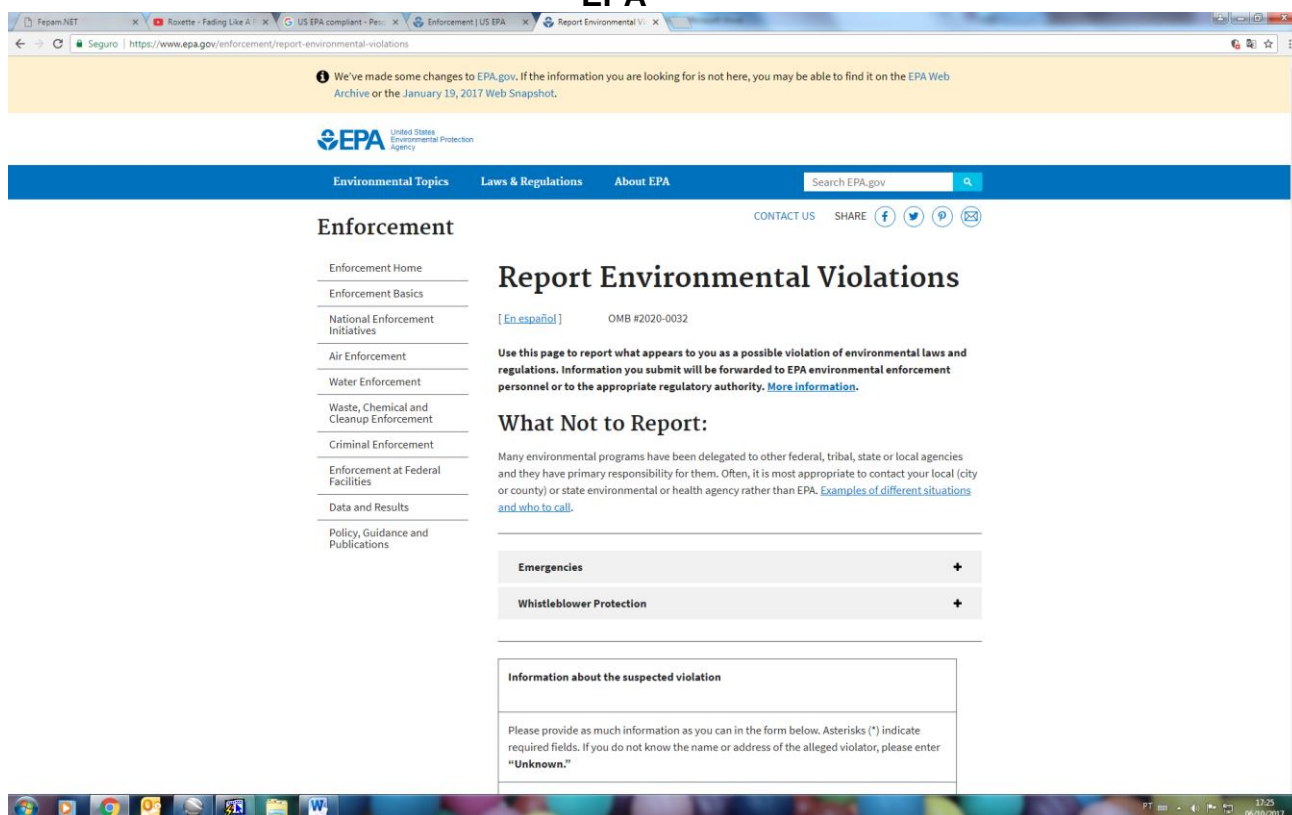 EPA
Fepam.NET
Roxette - Fading Like A F
US EPA compliant - Pesq
Enforcement | US EPA
Report Environmental Vi
Seguro | https://www.epa.gov/enforcement/report-environmental-violations
We've made some changes to EPA.gov. If the information you are looking for is not here, you may be able to find it on the EPA Web
Archive or the January 19, 2017 Web Snapshot.
EPA
United States
Environmental Protection
Agency
Environmental Topics Laws & Regulations About EPA Search EPA.gov
CONTACT US SHARE
Enforcement
Enforcement Home
Enforcement Basics
National Enforcement
Initiatives
Air Enforcement
Water Enforcement
Waste, Chemical and
Cleanup Enforcement
Criminal Enforcement
Enforcement at Federal
Facilities
Data and Results
Policy, Guidance and
Publications
Report Environmental Violations
[ En español ] OMB #2020-0032
Use this page to report what appears to you as a possible violation of environmental laws and
regulations. Information you submit will be forwarded to EPA environmental enforcement
personnel or to the appropriate regulatory authority. More information.
What Not to Report:
Many environmental programs have been delegated to other federal, tribal, state or local agencies
and they have primary responsibility for them. Often, it is most appropriate to contact your local (city
or county) or state environmental or health agency rather than EPA. Examples of different situations
and who to call.
Emergencies +
Whistleblower Protection +
Information about the suspected violation
Please provide as much information as you can in the form below. Asterisks (*) indicate
required fields. If you do not know the name or address of the alleged violator, please enter
“Unknown.”
PT
17:25
06/10/2017